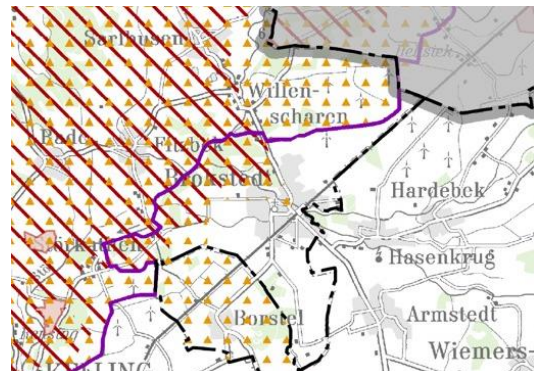 Sarlhusen
Willen-
scharen
Fitzbek
Brokstedt
Hardebek
Hasenkrug
Borstel
Armstedt
Wiemers-